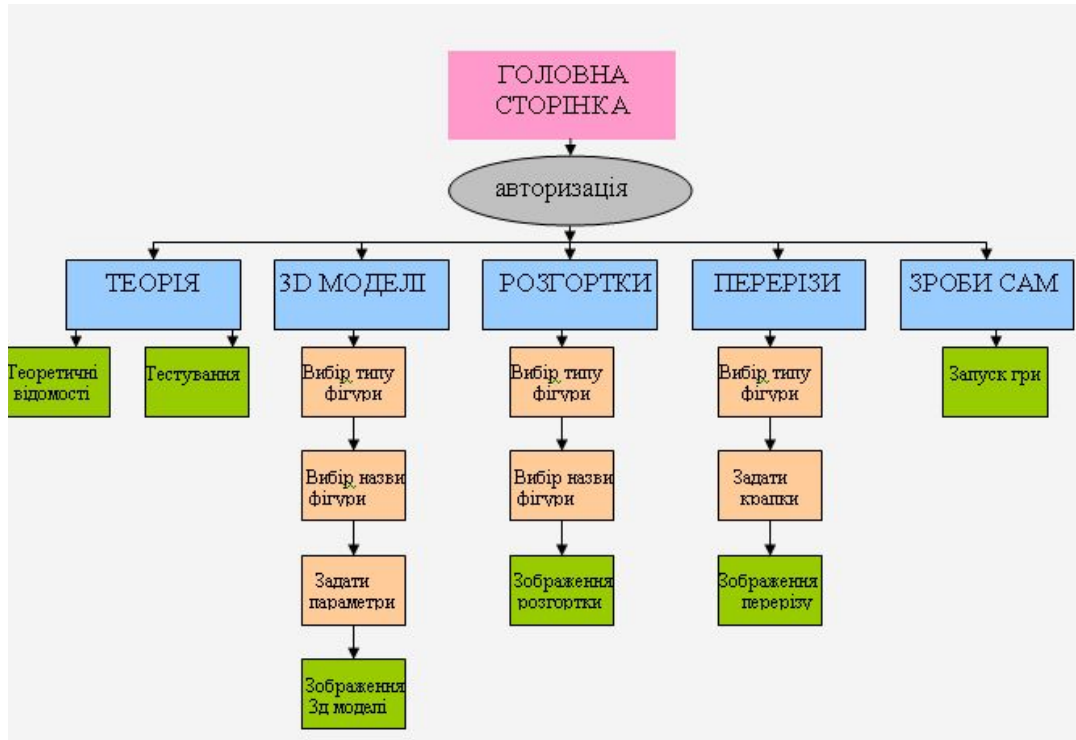 ГОЛОВНА
СТОРІНКА
авторизація
ТЕОРІЯ
3D МОДЕЛІ
РОЗГОРТКИ
ПЕРЕРІЗИ
ЗРОБИ САМ
Теоретичні
відомості
Тестування
Вибір типу
фігури
Вибір типу
фігури
Вибір типу
фігури
Запуск гри
Вибір назви
фігури
Вибір назви
фігури
Задати
крапки
Задати
параметри
Зображення
розгортки
Зображення
перерізу
Зображення
3д моделі